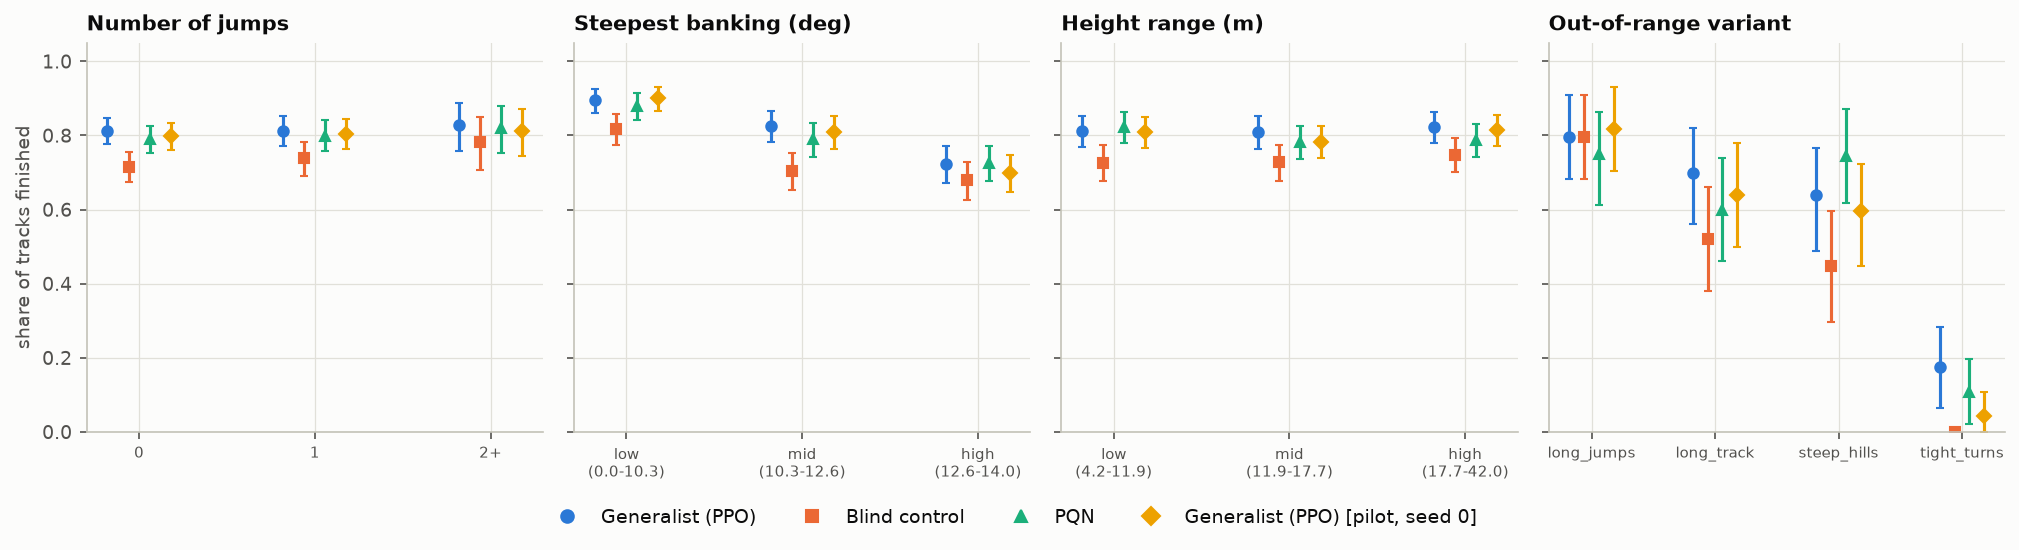 Number of jumps
Steepest banking (deg)
Height range (m)
Out-of-range variant
share of tracks finished
1.0
0.8
0.6
0.4
0.2
0.0
0
1
2+
low
(0.0-10.3)
mid
(10.3-12.6)
high
(12.6-14.0)
low
(4.2-11.9)
mid
(11.9-17.7)
high
(17.7-42.0)
long_jumps
long_track
steep_hills
tight_turns
Generalist (PPO)
Blind control
PQN
Generalist (PPO) [pilot, seed 0]